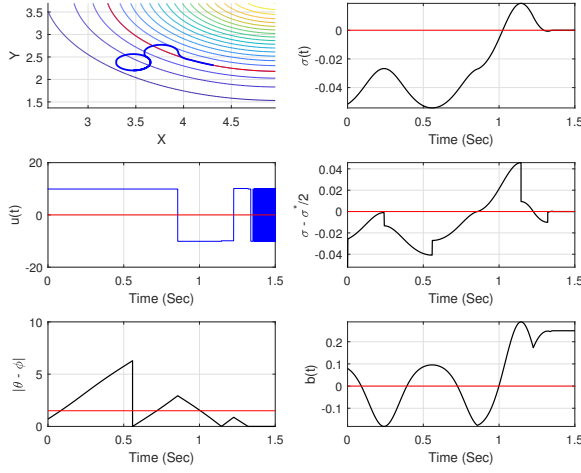 Y
3.5
3
2.5
2
1.5
3 3.5 4 4.5
X
σ(t)
0
-0.02
-0.04
0 0.5 1 1.5
Time (Sec)
u(t)
20
10
0
-10
-20
0 0.5 1 1.5
Time (Sec)
σ - σ*/2
0.04
0.02
0
-0.02
-0.04
0 0.5 1 1.5
Time (Sec)
|θ - ϕ|
10
5
0
0 0.5 1 1.5
Time (Sec)
b(t)
0.2
0.1
0
-0.1
0 0.5 1 1.5
Time (Sec)